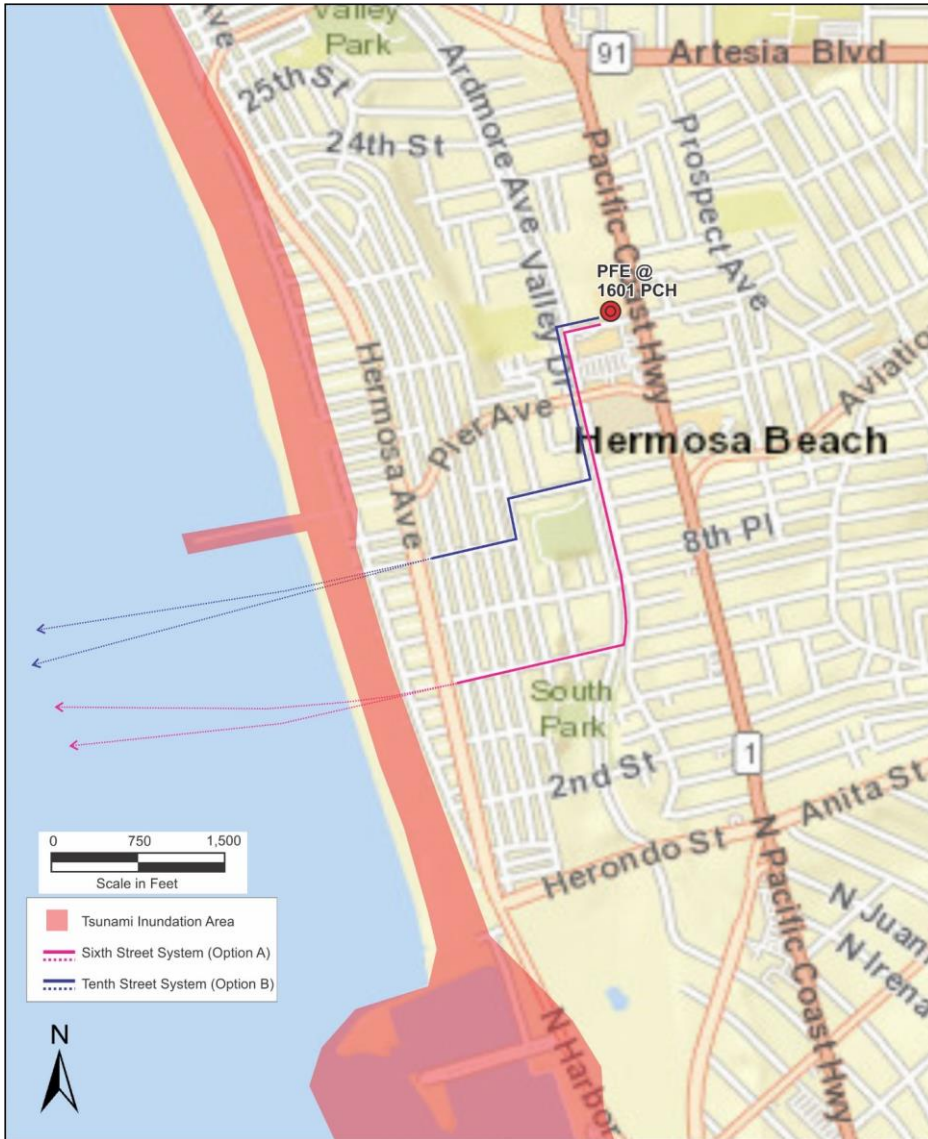 Valley
Park
Ave
91
Artesia Blvd
25th St
24th St
Ardmore Ave
Valley Dr
Pacific Coast Hwy
Prospect Ave
PFE @
1601 PCH
Hermosa Ave
Pier Ave
Aviatio
Hermosa Beach
8th Pl
South
Park
2nd St
1
Anita St
Herondo St
N Pacific Coast Hwy
N Juan
N Irena
N Harbor
0 750 1,500
Scale in Feet
Tsunami Inundation Area
Sixth Street System (Option A)
Tenth Street System (Option B)
N